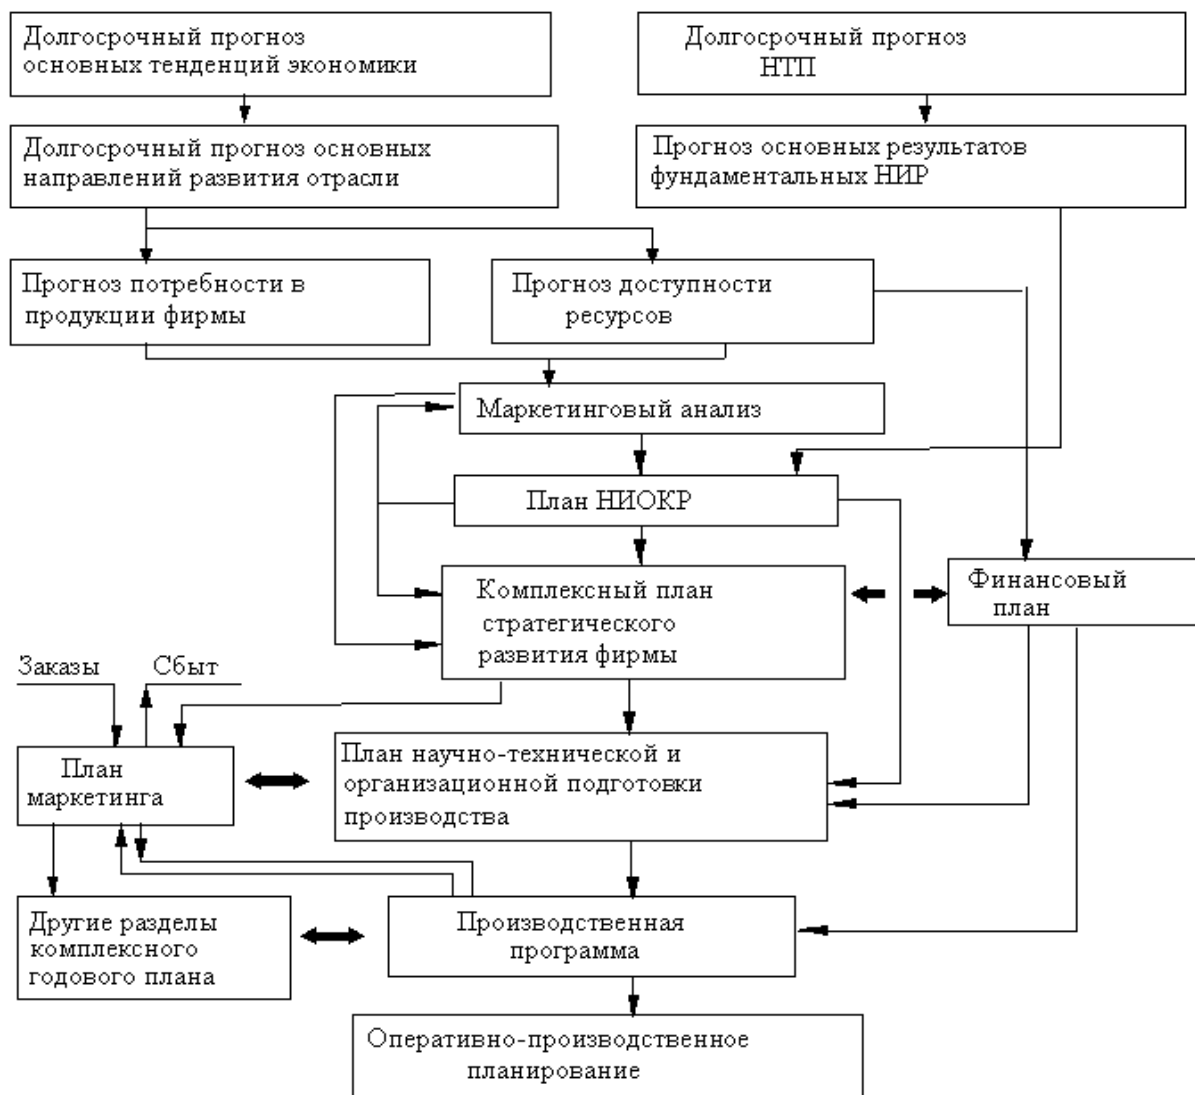 Долгосрочный прогноз
основных тенденций экономики
Долгосрочный прогноз
НТП
Долгосрочный прогноз основных
направлений развития отрасли
Прогноз основных результатов
фундаментальных НИР
Прогноз потребности в
продукции фирмы
Прогноз доступности
ресурсов
Маркетинговый анализ
План НИОКР
Комплексный план
стратегического
развития фирмы
Финансовый
план
Заказы
Сбыт
План
маркетинга
План научно-технической и
организационной подготовки
производства
Другие разделы
комплексного
годового плана
Производственная
программа
Оперативно-производственное
планирование